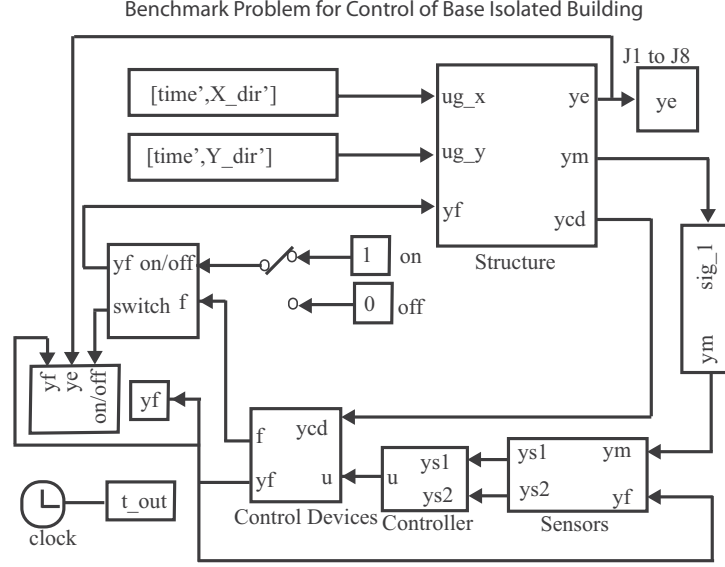 Benchmark Problem for Control of Base Isolated Building
J1 to J8
[time’,X_dir’]
ug_x
ye
ye
[time’,Y_dir’]
ug_y
ym
yf
ycd
Structure
sig_1
ym
yf on/off
switch f
1 on
0 off
yf
ye
on/off
yf
f
ycd
yf
u
Control Devices
u
ys1
ys2
Controller
ys1
ym
ys2
yf
Sensors
t_out
clock